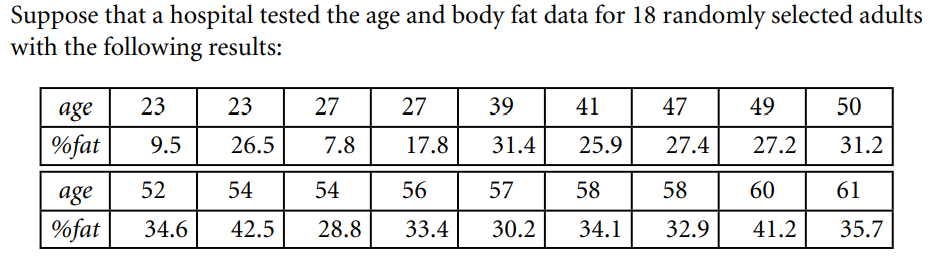 Suppose that a hospital tested the age and body fat data for 18 randomly selected adults
with the following results:
age 23 23 27 27 39 41 47 49 50
%fat 9.5 26.5 7.8 17.8 31.4 25.9 27.4 27.2 31.2
age 52 54 54 56 57 58 58 60 61
%fat 34.6 42.5 28.8 33.4 30.2 34.1 32.9 41.2 35.7